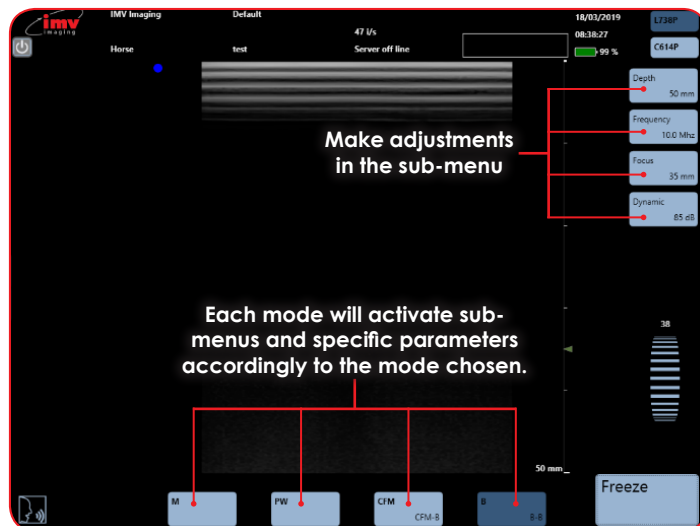 imv
imaging
IMV Imaging
Default
18/03/2019
L738P
47 i/s
08:38:27
Horse
test
Server off line
99 %
C614P
Depth
50 mm
Frequency
10.0 Mhz
Focus
35 mm
Dynamic
85 dB
Make adjustments
in the sub-menu
Each mode will activate sub-
menus and specific parameters
accordingly to the mode chosen.
38
50 mm
M
PW
CFM
CFM-B
B
B-B
Freeze